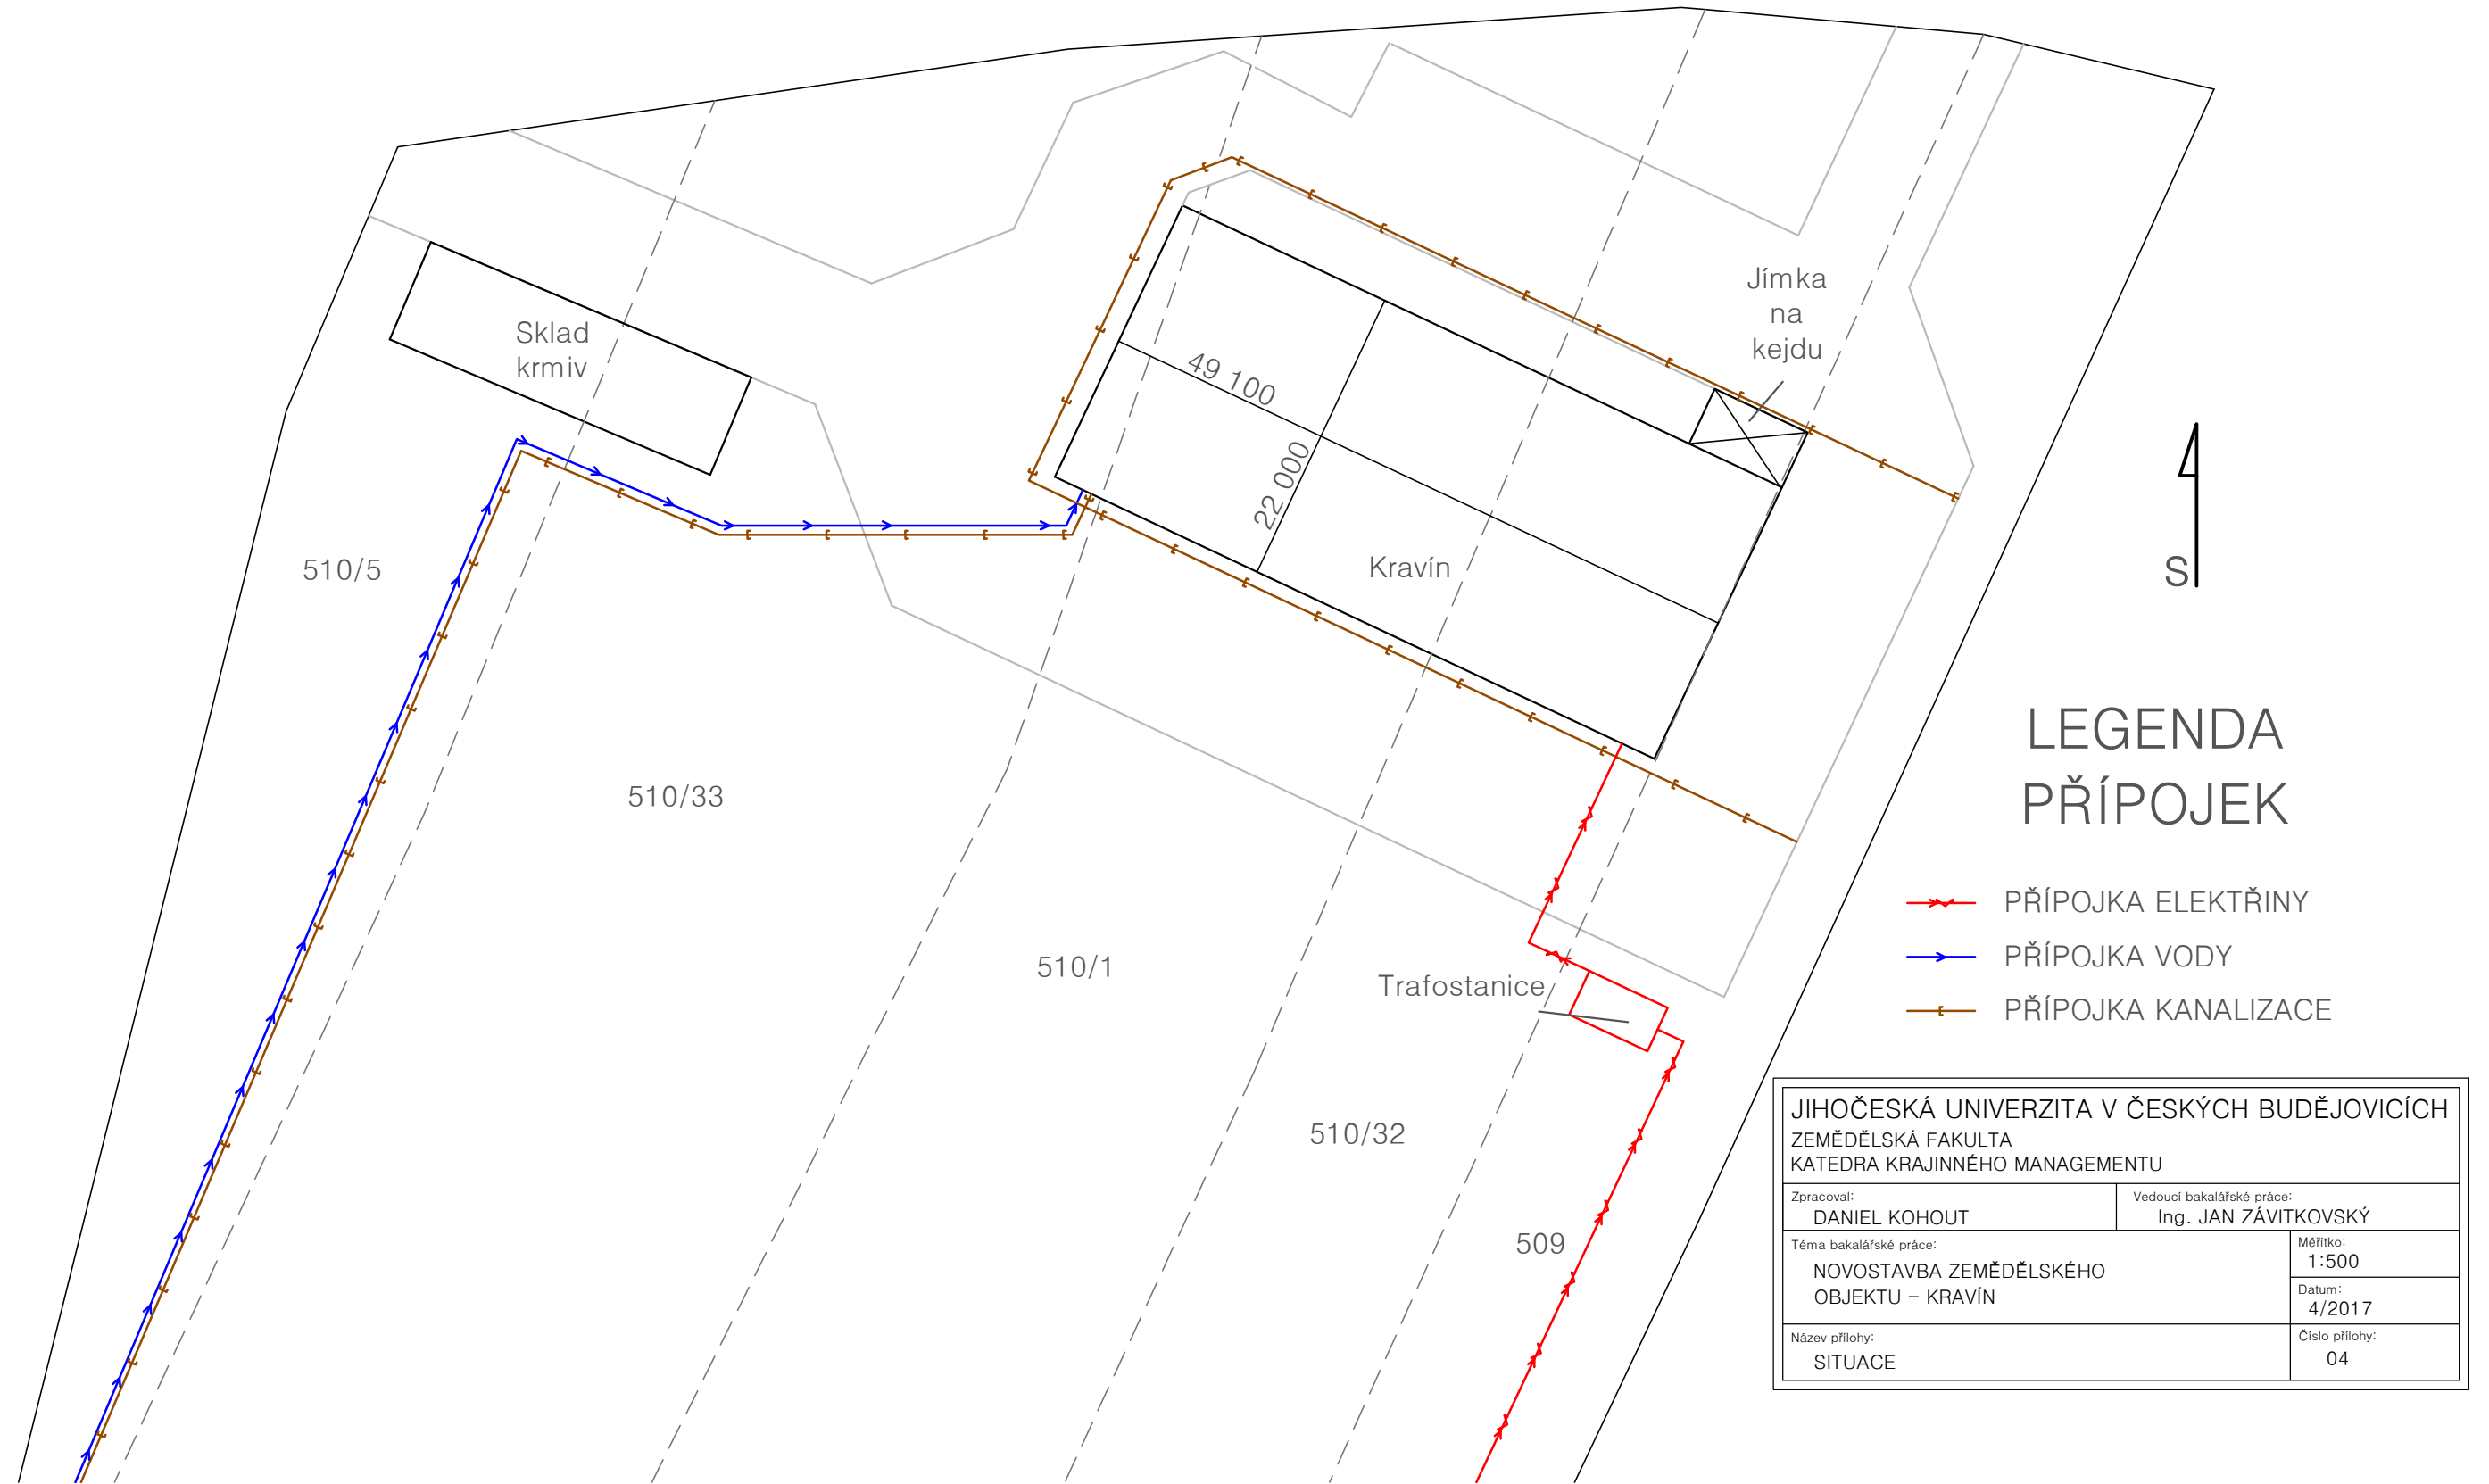 Jímka
na
kejdu
Sklad
krmiv
49 100
22 000
Kravín
S
510/5
510/33
510/1
510/32
509
Trafostanice
LEGENDA
PŘÍPOJEK
PŘÍPOJKA ELEKTŘINY
PŘÍPOJKA VODY
PŘÍPOJKA KANALIZACE
JIHOČESKÁ UNIVERZITA V ČESKÝCH BUDĚJOVICÍCH
ZEMĚDĚLSKÁ FAKULTA
KATEDRA KRAJINNÉHO MANAGEMENTU
Zpracoval:
DANIEL KOHOUT
Vedoucí bakalářské práce:
Ing. JAN ZÁVITKOVSKÝ
Téma bakalářské práce:
NOVOSTAVBA ZEMĚDĚLSKÉHO
OBJEKTU – KRAVÍN
Měřítko:
1:500
Datum:
4/2017
Název přílohy:
SITUACE
Číslo přílohy:
04